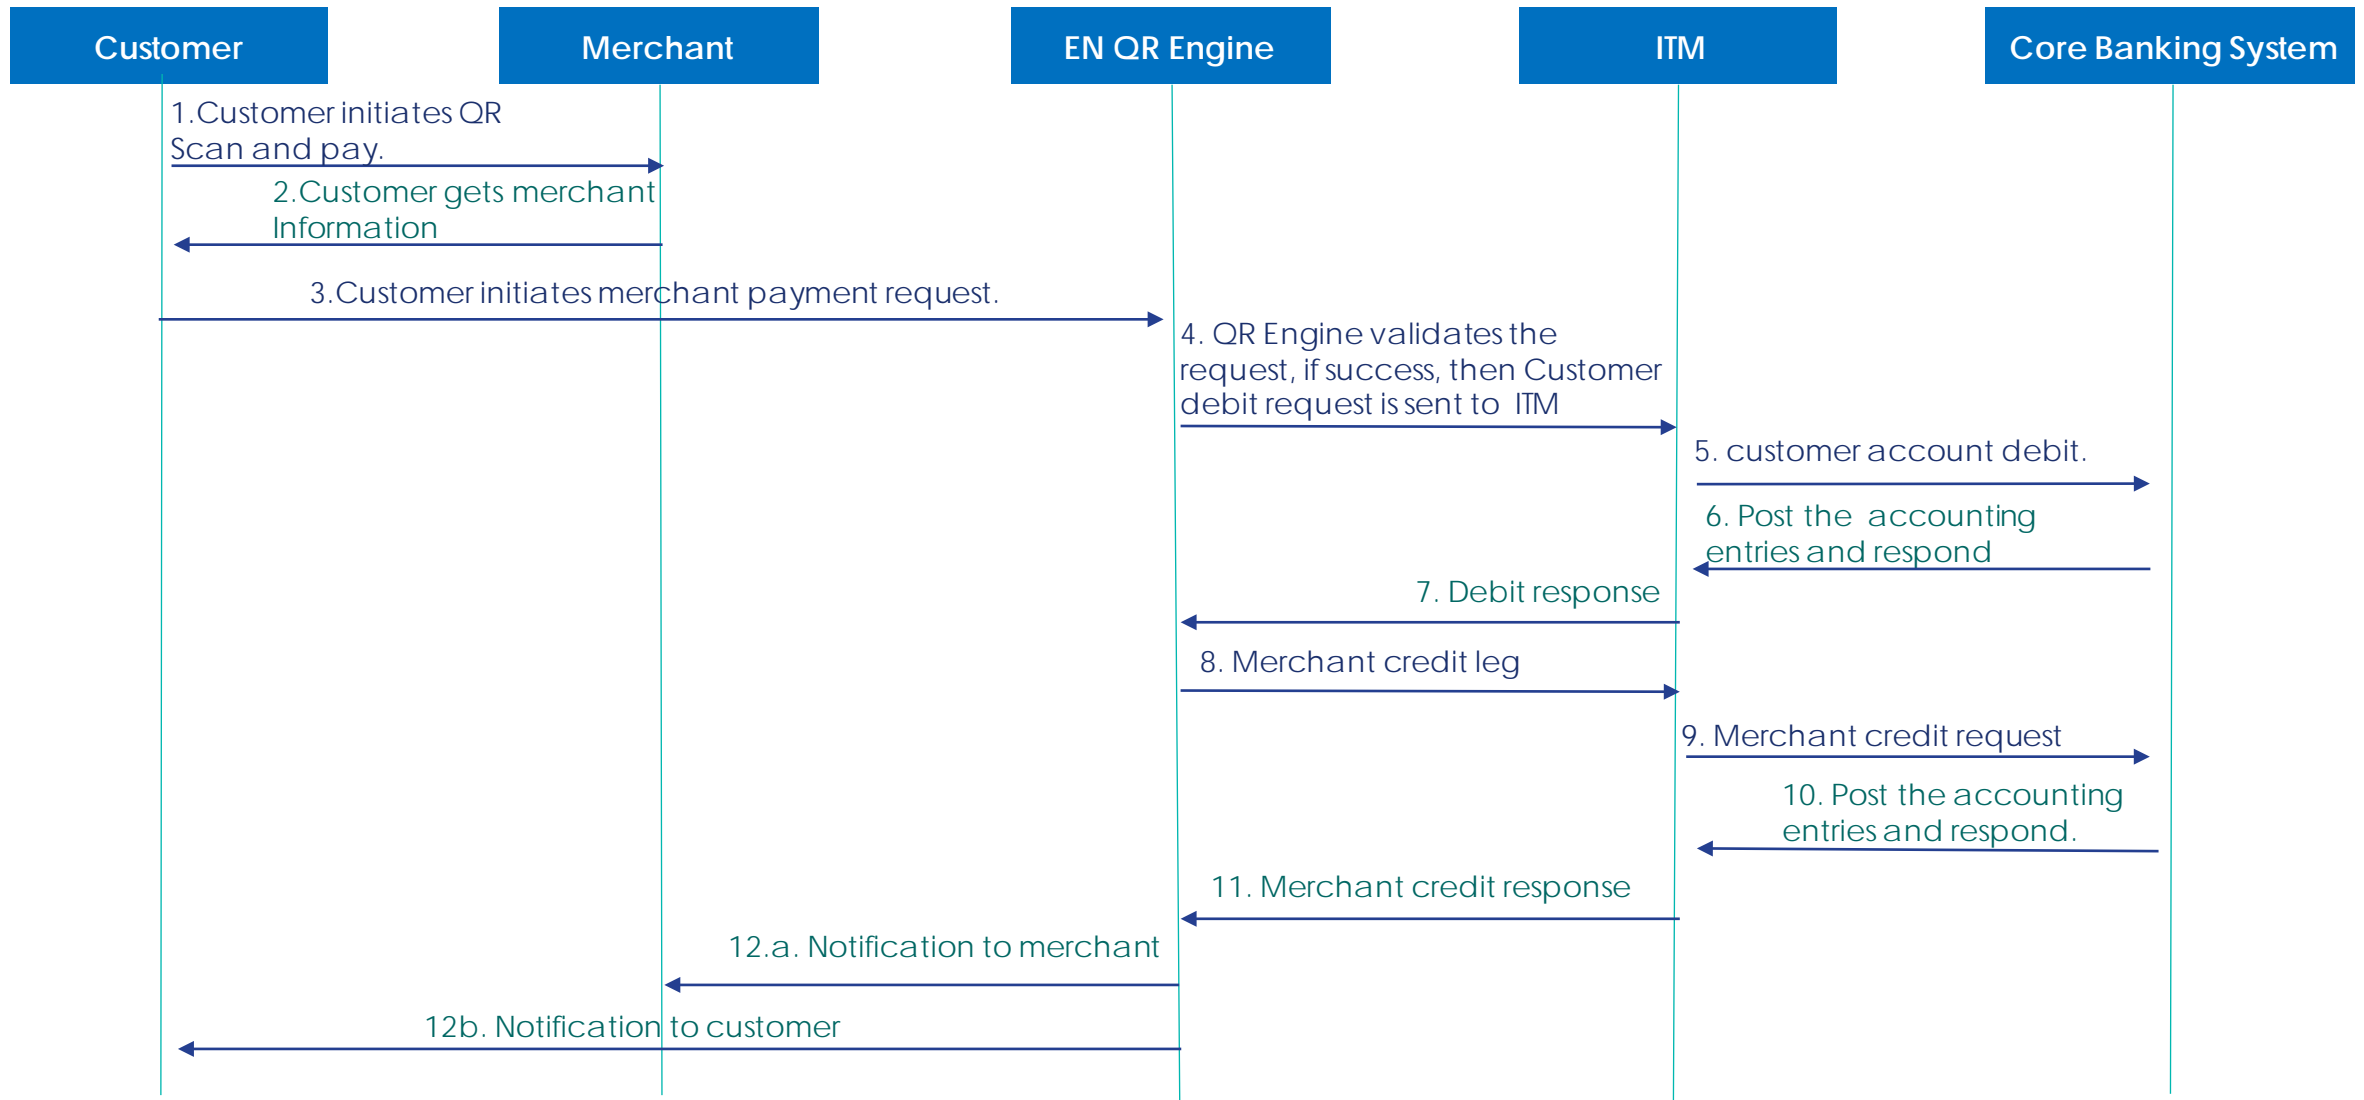 Customer
Merchant
EN QR Engine
ITM
Core Banking System
1.Customer initiates QR
Scan and pay.
2.Customer gets merchant
Information
3.Customer initiates merchant payment request.
4. QR Engine validates the
request, if success, then Customer
debit request is sent to ITM
5. customer account debit.
6. Post the accounting
entries and respond
7. Debit response
8. Merchant credit leg
9. Merchant credit request
10. Post the accounting
entries and respond.
11. Merchant credit response
12.a. Notification to merchant
12b. Notification to customer